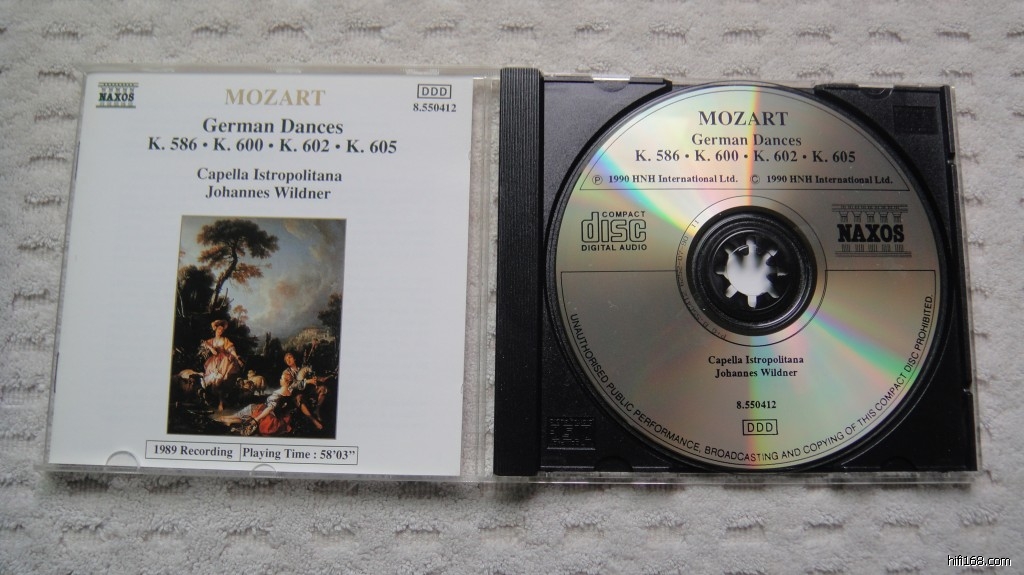 NAXOS
MOZART
DDD
8.550412
German Dances
K. 586 • K. 600 • K. 602 • K. 605
Capella Istropolitana
Johannes Wildner
1989 Recording
Playing Time : 58'03"
MOZART
German Dances
K. 586 • K. 600 • K. 602 • K. 605
Ⓟ 1990 HNH International Ltd. © 1990 HNH International Ltd.
COMPACT
disc
DIGITAL AUDIO
NAXOS
Capella Istropolitana
Johannes Wildner
8.550412
DDD
UNAUTHORISED PUBLIC PERFORMANCE, BROADCASTING AND COPYING OF THIS COMPACT DISC PROHIBITED
hifi168.com